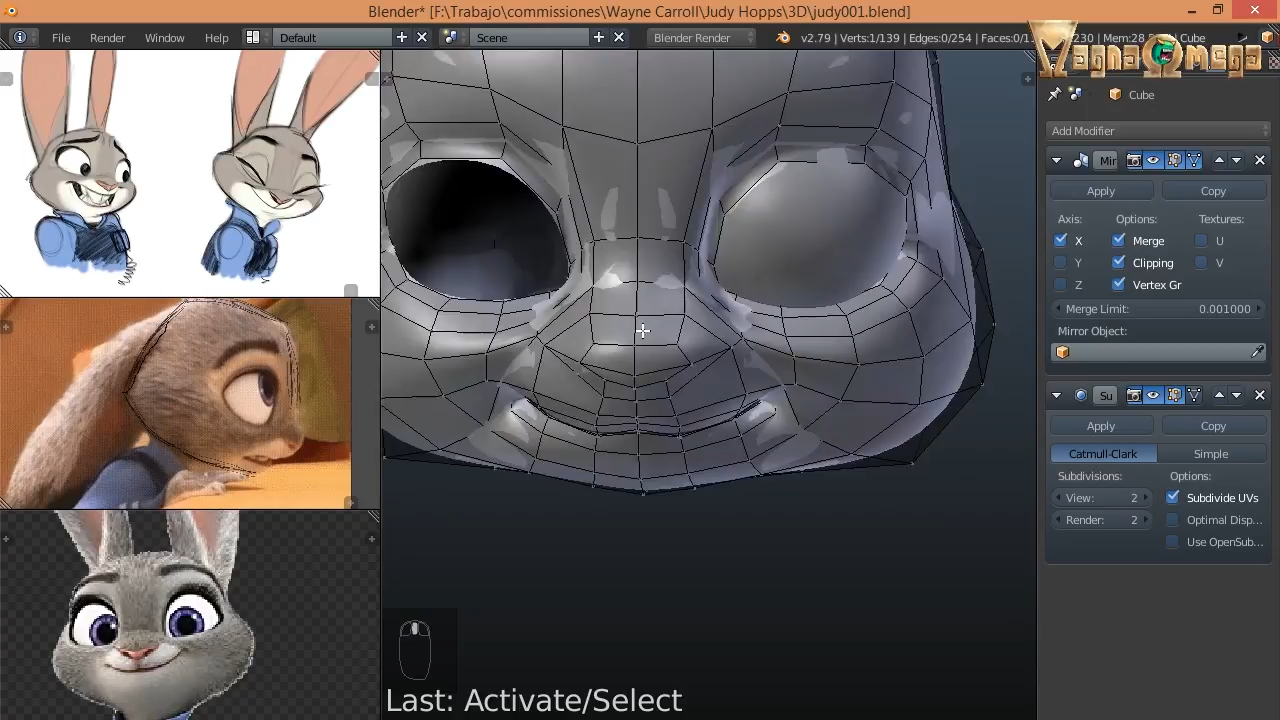 Blender* [F:\Trabajo\commissiones\Wayne Carroll\Judy Hopps\3D\judy001.blend]
File Render Window Help Default Scene Blender Render v2.79 | Verts:1/139 | Edges:0/254 |
MagnaOmega
Cube
Add Modifier
Mir
Apply Copy
Axis: Options: Textures:
X Merge U
Y Clipping V
Z Vertex Gr
Merge Limit: 0.001000
Mirror Object:
Su
Apply Copy
Catmull-Clark Simple
Subdivisions: Options:
View: 2 Subdivide UVs
Render: 2 Optimal Disp...
Use OpenSub...
Last: Activate/Select